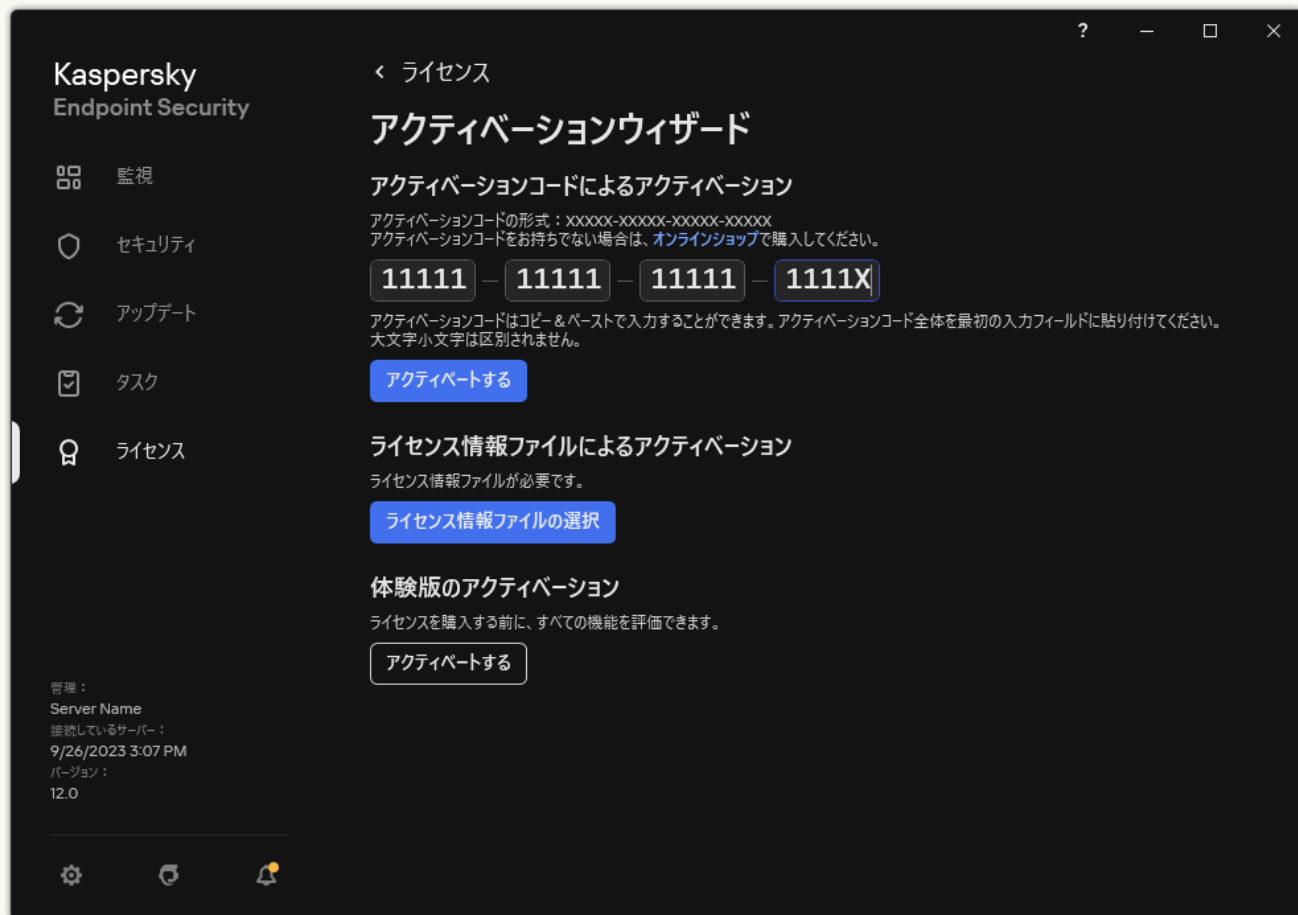 ?
Kaspersky
Endpoint Security
監視
セキュリティ
アップデート
タスク
ライセンス
管理：
Server Name
接続しているサーバー：
9/26/2023 3:07 PM
バージョン：
12.0
ライセンス
アクティベーションウィザード
アクティベーションコードによるアクティベーション
アクティベーションコードの形式：XXXXX-XXXXX-XXXXX-XXXXX
アクティベーションコードをお持ちでない場合は、オンラインショップで購入してください。
11111 – 11111 – 11111 – 1111X
アクティベーションコードはコピー＆ペーストで入力することができます。アクティベーションコード全体を最初の入力フィールドに貼り付けてください。
大文字小文字は区別されません。
アクティベートする
ライセンス情報ファイルによるアクティベーション
ライセンス情報ファイルが必要です。
ライセンス情報ファイルの選択
体験版のアクティベーション
ライセンスを購入する前に、すべての機能を評価できます。
アクティベートする